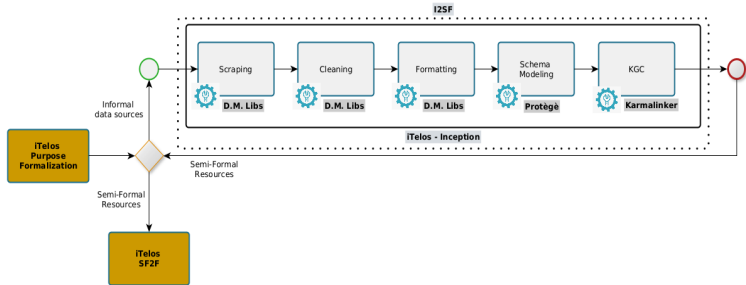 I2SF
Scraping
Cleaning
Formatting
Schema
Modeling
KGC
D.M. Libs
D.M. Libs
D.M. Libs
Protègè
Karmalinker
iTelos - Inception
Informal
data sources
iTelos
Purpose
Formalization
Semi-Formal
Resources
Semi-Formal
Resources
iTelos
SF2F